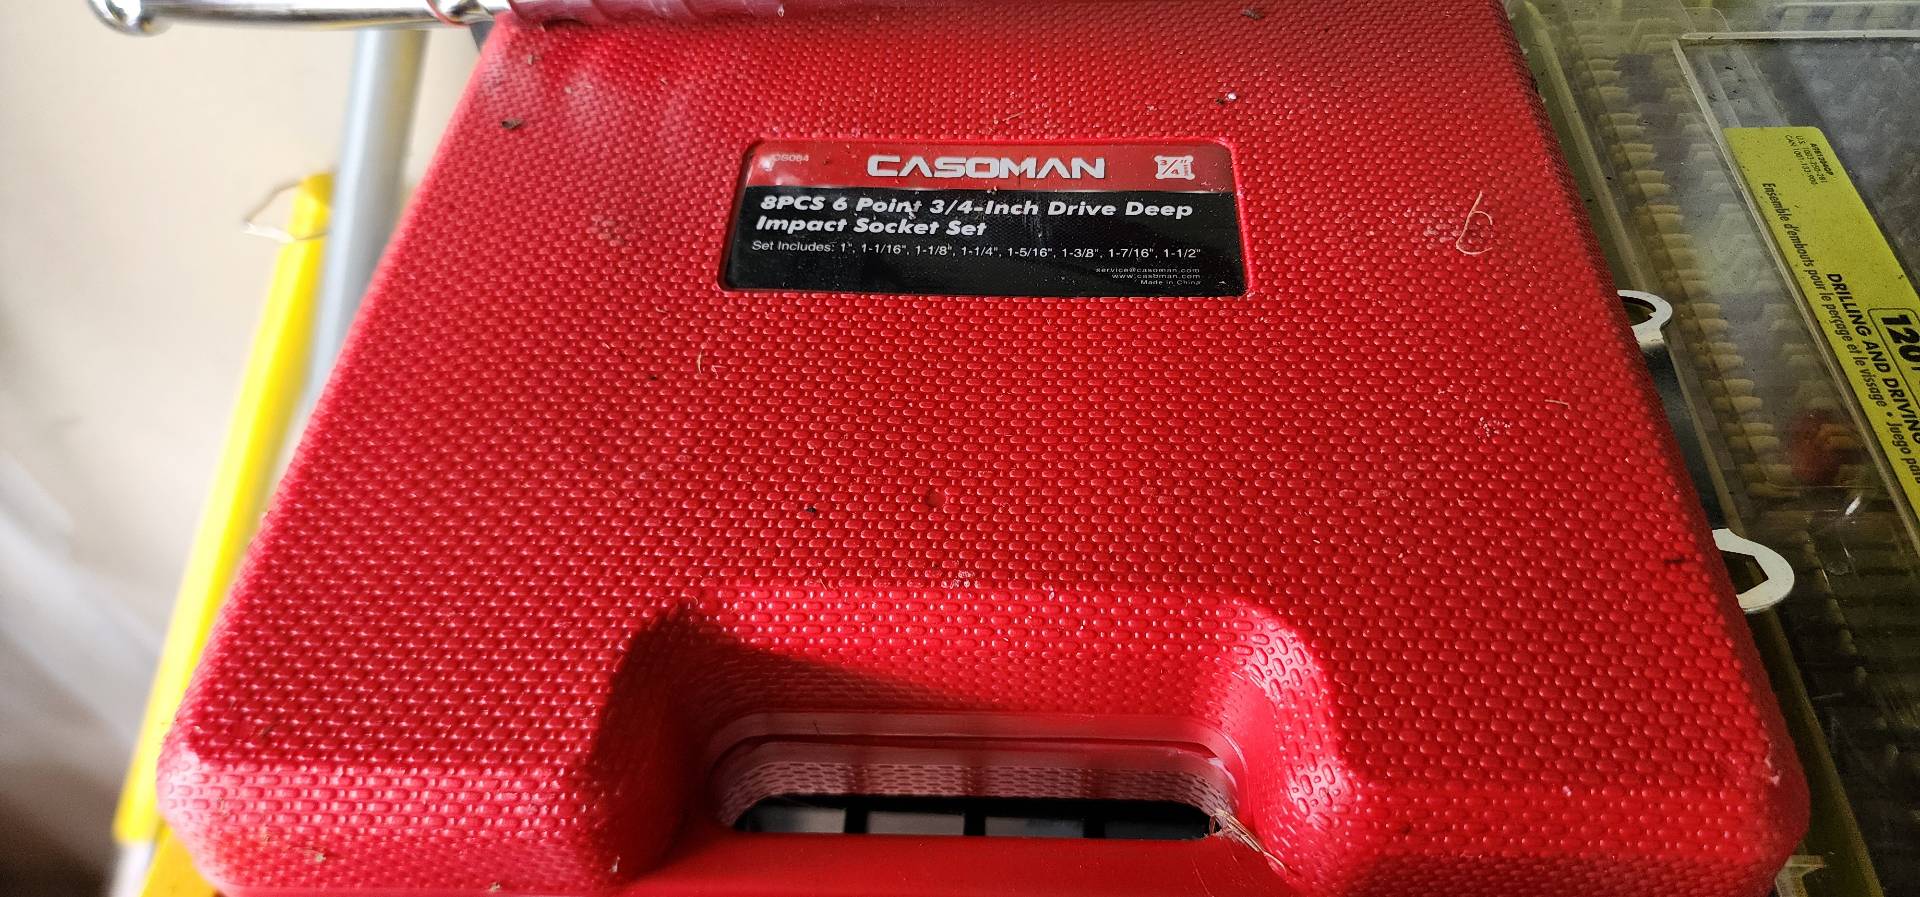 CS064
CASOMAN
3/4"
8PCS 6 Point 3/4-Inch Drive Deep
Impact Socket Set
Set Includes: 1", 1-1/16", 1-1/8", 1-1/4", 1-5/16", 1-3/8", 1-7/16", 1-1/2"
service@casoman.com
www.casoman.com
Made in China
DRILLING AND DRIVING
Ensemble d'embouts pour le perçage et le vissage • Juego